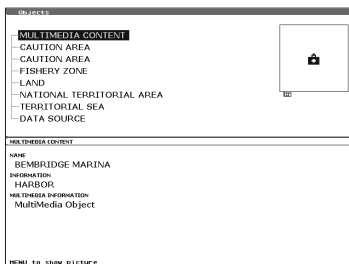 Objects
MULTIMEDIA CONTENT
CAUTION AREA
CAUTION AREA
FISHERY ZONE
LAND
NATIONAL TERRITORIAL AREA
TERRITORIAL SEA
DATA SOURCE
MULTIMEDIA CONTENT
NAME
BEMBRIDGE MARINA
INFORMATION
HARBOR
MULTIMEDIA INFORMATION
MultiMedia Object
MENU to show picture